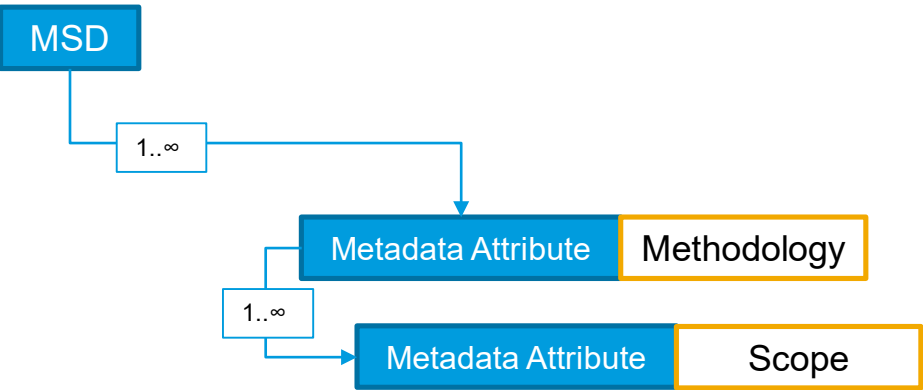 MSD
1..∞
Metadata Attribute Methodology
1..∞
Metadata Attribute Scope